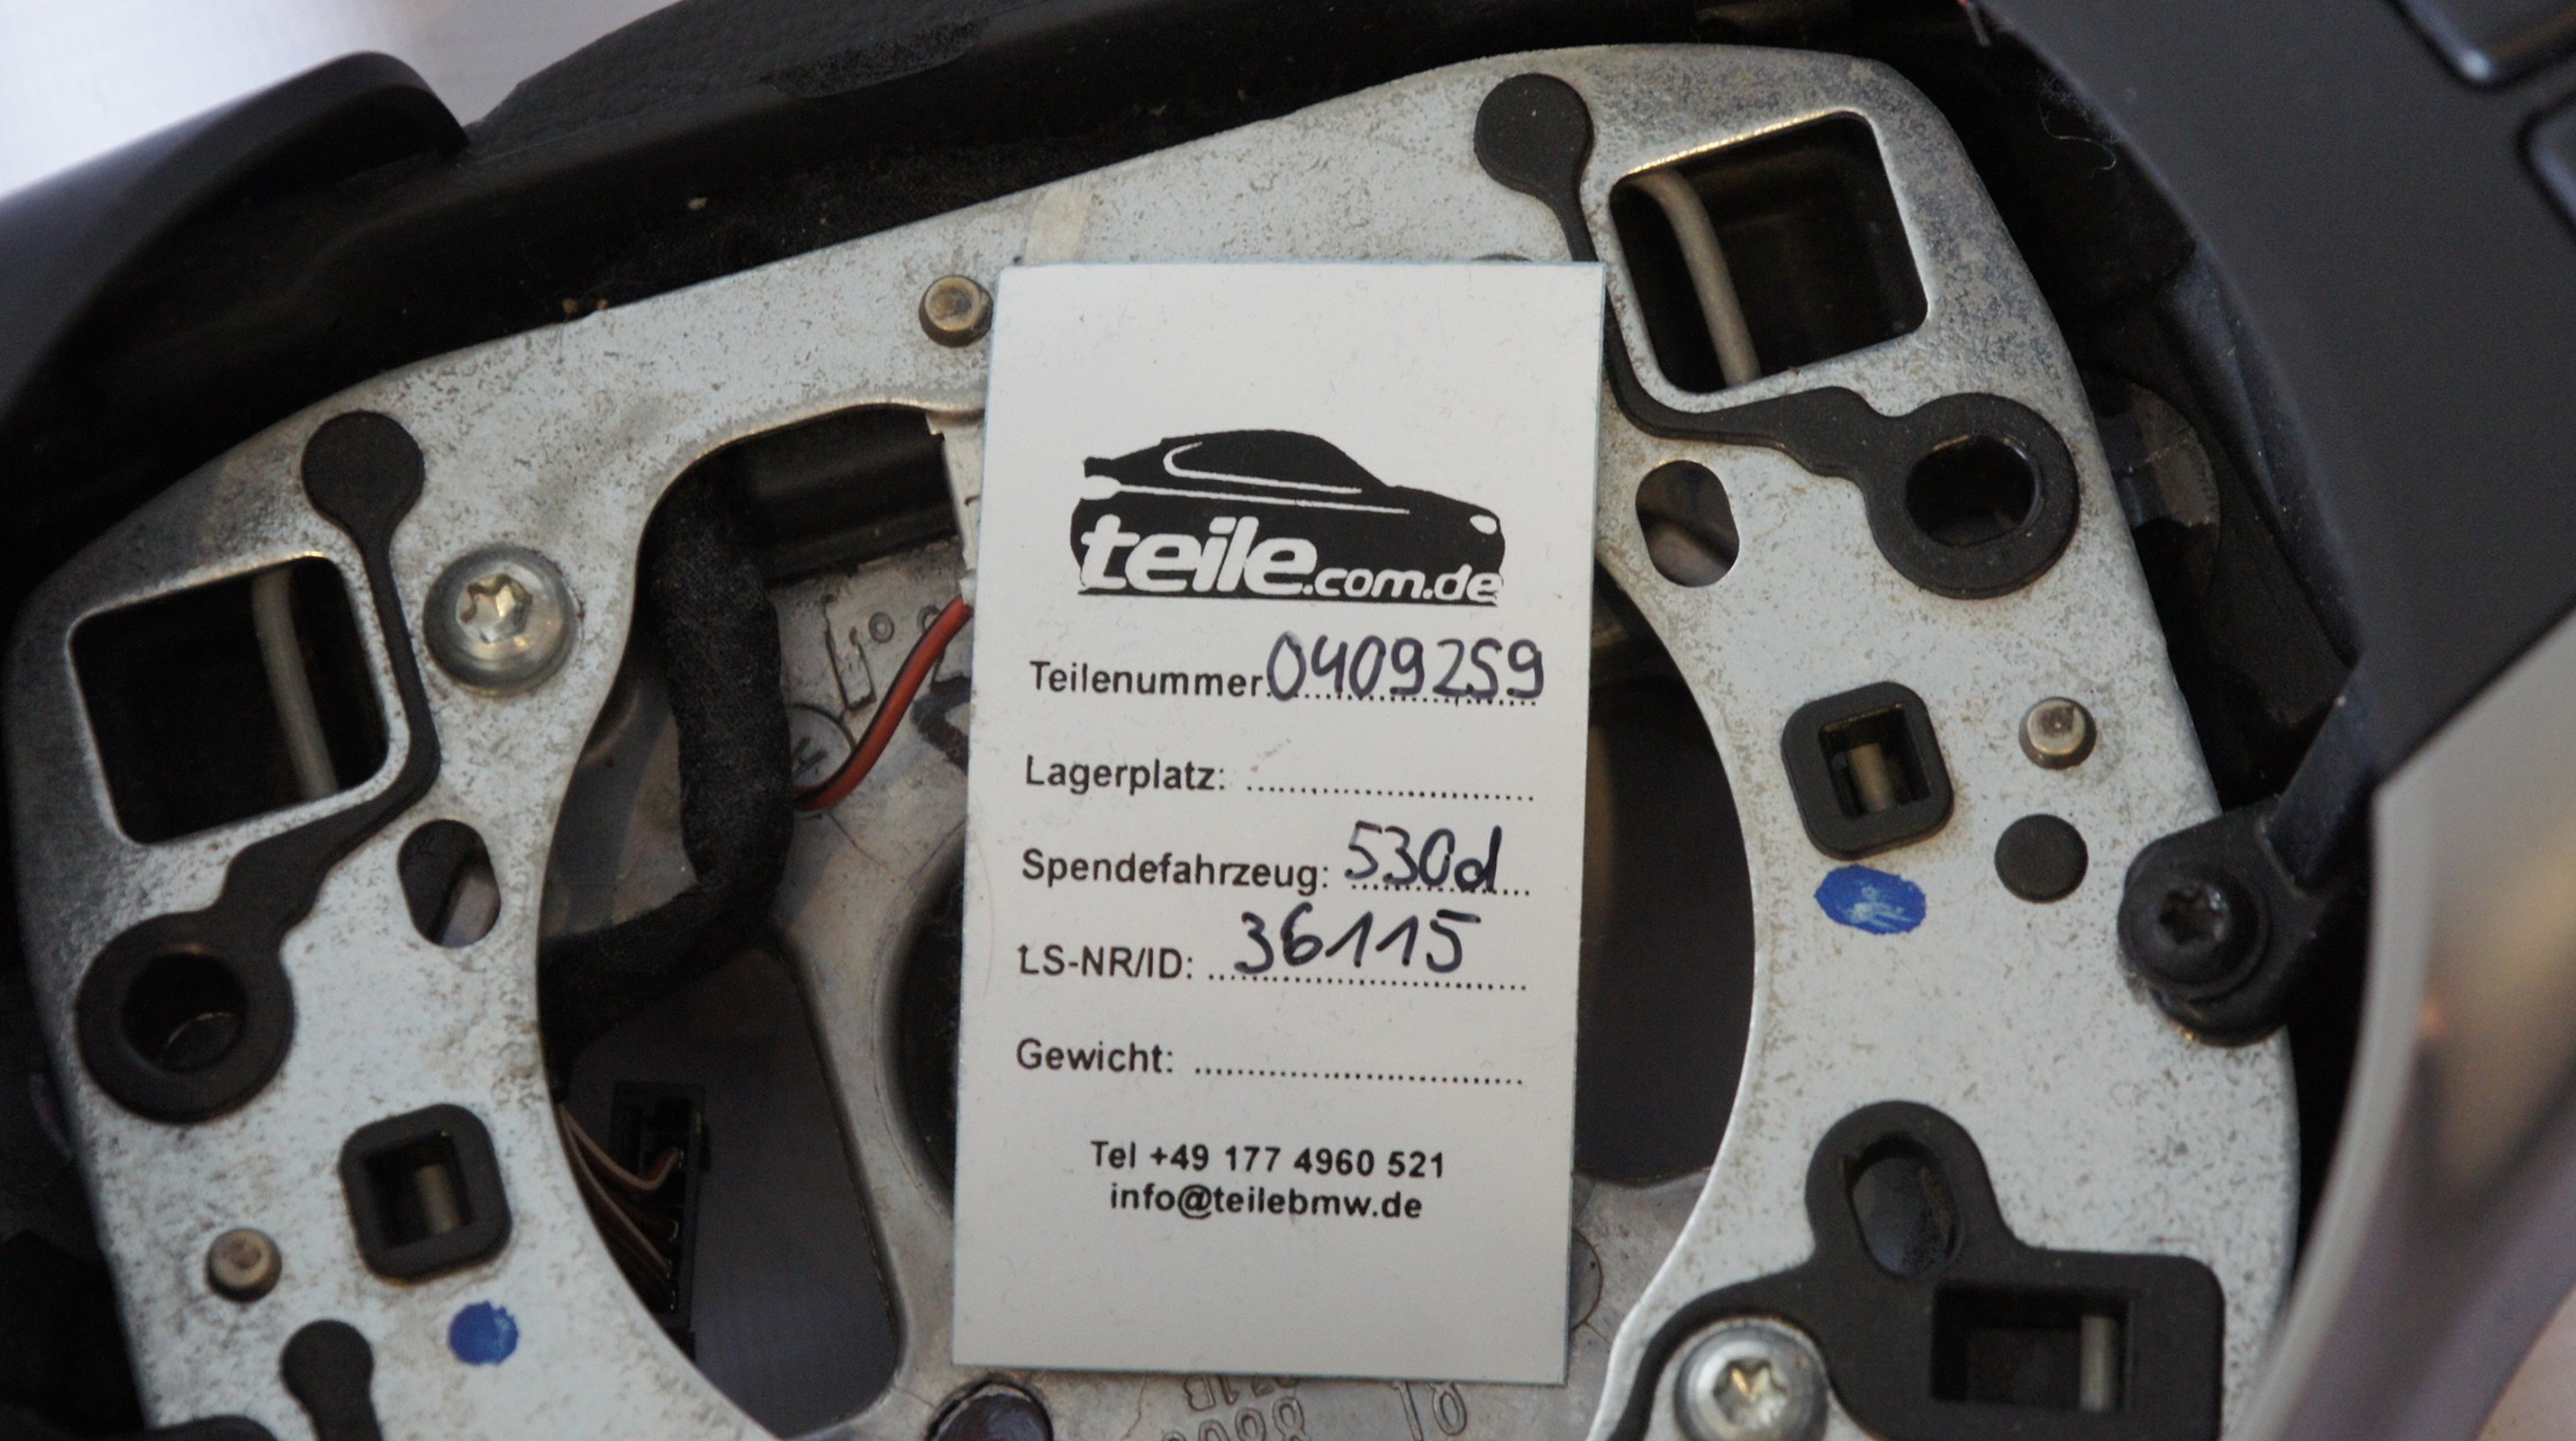 teile.com.de
Teilenummer 0409259
Lagerplatz: ..............................
Spendefahrzeug: 530d
LS-NR/ID: 36115
Gewicht: ..............................
Tel +49 177 4960 521
info@teilebmw.de